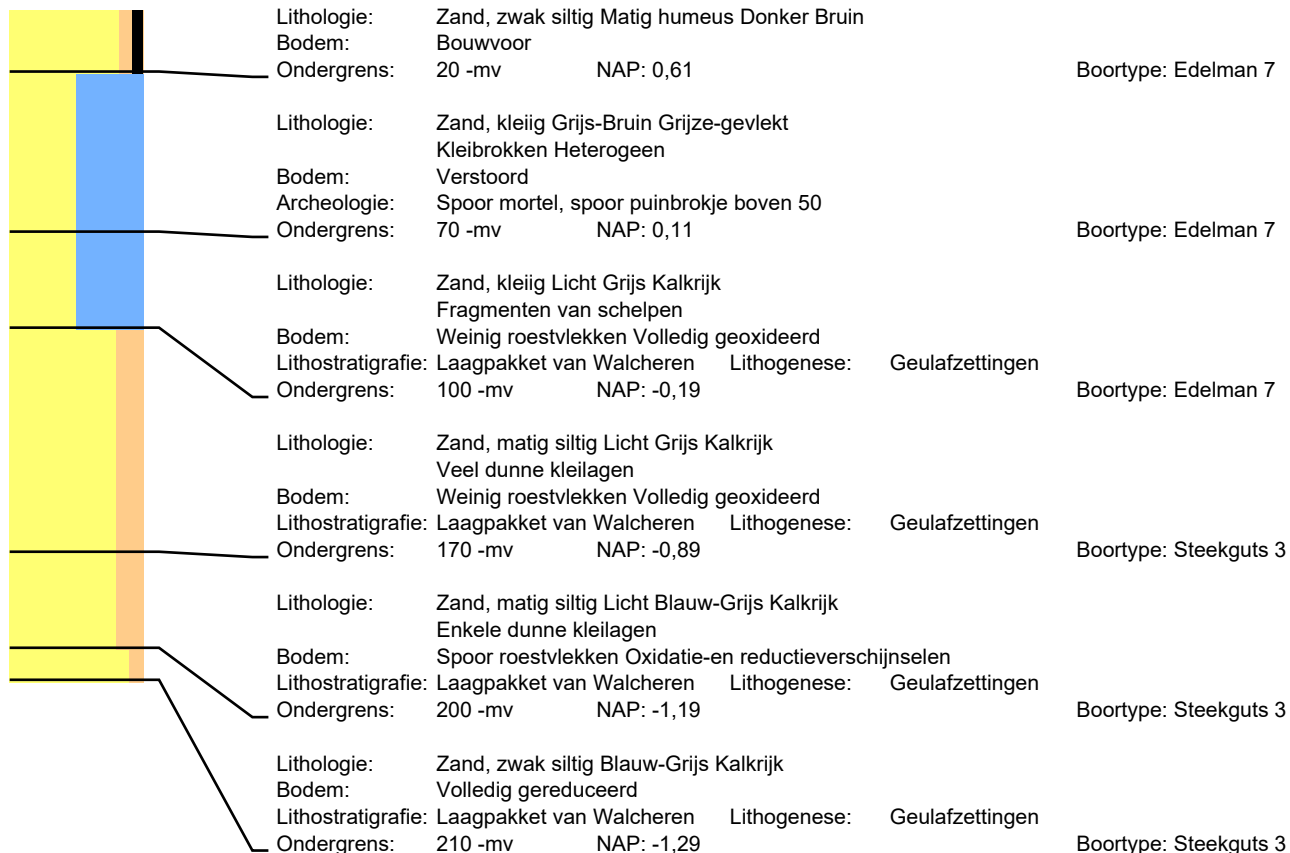 Lithologie: Zand, zwak siltig Matig humeus Donker Bruin
Bodem: Bouwvoor
Ondergrens: 20 -mv NAP: 0,61 Boortype: Edelman 7
Lithologie: Zand, kleiig Grijs-Bruin Grijze-gevlekt
Kleibrokken Heterogeen
Bodem: Verstoord
Archeologie: Spoor mortel, spoor puinbrokje boven 50
Ondergrens: 70 -mv NAP: 0,11 Boortype: Edelman 7
Lithologie: Zand, kleiig Licht Grijs Kalkrijk
Fragmenten van schelpen
Bodem: Weinig roestvlekken Volledig geoxideerd
Lithostratigrafie: Laagpakket van Walcheren Lithogenese: Geulafzettingen
Ondergrens: 100 -mv NAP: -0,19 Boortype: Edelman 7
Lithologie: Zand, matig siltig Licht Grijs Kalkrijk
Veel dunne kleilagen
Bodem: Weinig roestvlekken Volledig geoxideerd
Lithostratigrafie: Laagpakket van Walcheren Lithogenese: Geulafzettingen
Ondergrens: 170 -mv NAP: -0,89 Boortype: Steekguts 3
Lithologie: Zand, matig siltig Licht Blauw-Grijs Kalkrijk
Enkele dunne kleilagen
Bodem: Spoor roestvlekken Oxidatie-en reductieverschijnselen
Lithostratigrafie: Laagpakket van Walcheren Lithogenese: Geulafzettingen
Ondergrens: 200 -mv NAP: -1,19 Boortype: Steekguts 3
Lithologie: Zand, zwak siltig Blauw-Grijs Kalkrijk
Bodem: Volledig gereduceerd
Lithostratigrafie: Laagpakket van Walcheren Lithogenese: Geulafzettingen
Ondergrens: 210 -mv NAP: -1,29 Boortype: Steekguts 3